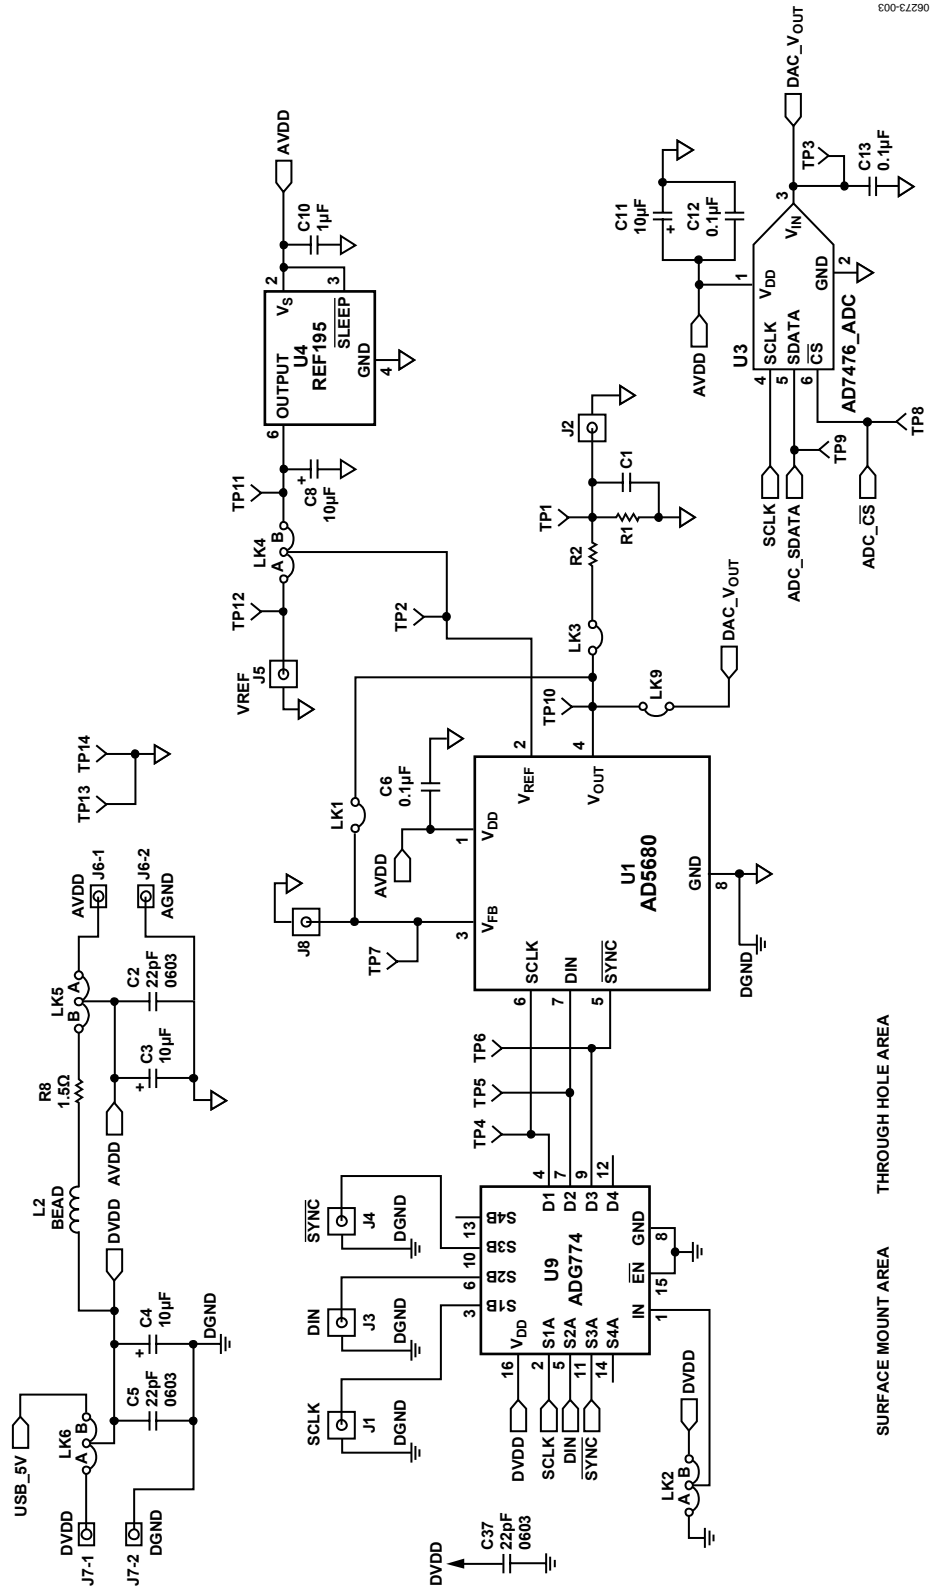 USB_5V
LK6
A B
DVDD
J7-1
J7-2
DGND
C5
22pF
0603
C4
10µF
+
DGND
DVDD
L2
BEAD
R8
1.5Ω
AVDD
LK5
B A
C3
10µF
+
C2
22pF
0603
AVDD
J6-1
J6-2
AGND
TP13
TP14
VREF
J5
TP12
LK4
A B
TP11
C8
10µF
+
6
OUTPUT
U4
REF195
VS
SLEEP
GND
2
3
4
C10
1µF
AVDD
TP2
J8
LK1
TP7
AVDD
C6
0.1µF
3
1
2
4
VFB
VDD
VREF
VOUT
U1
AD5680
SCLK
DIN
SYNC
GND
6
7
5
8
DGND
TP10
LK9
DAC_VOUT
LK3
R2
TP1
R1
C1
J2
AVDD
C11
10µF
+
C12
0.1µF
U3
1
VDD
SCLK
SDATA
CS
VIN
GND
4
5
6
3
2
AD7476_ADC
SCLK
ADC_SDATA
ADC_CS
TP9
TP8
TP3
C13
0.1µF
DAC_VOUT
SCLK
J1
DGND
DIN
J3
DGND
SYNC
J4
DGND
3
6
10
13
S1B
S2B
S3B
S4B
U9
ADG774
VDD
S1A
S2A
S3A
S4A
16
2
5
11
14
DVDD
SCLK
DIN
SYNC
D1
D2
D3
D4
4
7
9
12
TP4
TP5
TP6
IN
EN
GND
1
15
8
LK2
A B
DVDD
DVDD
C37
22pF
0603
SURFACE MOUNT AREA
THROUGH HOLE AREA
06273-003